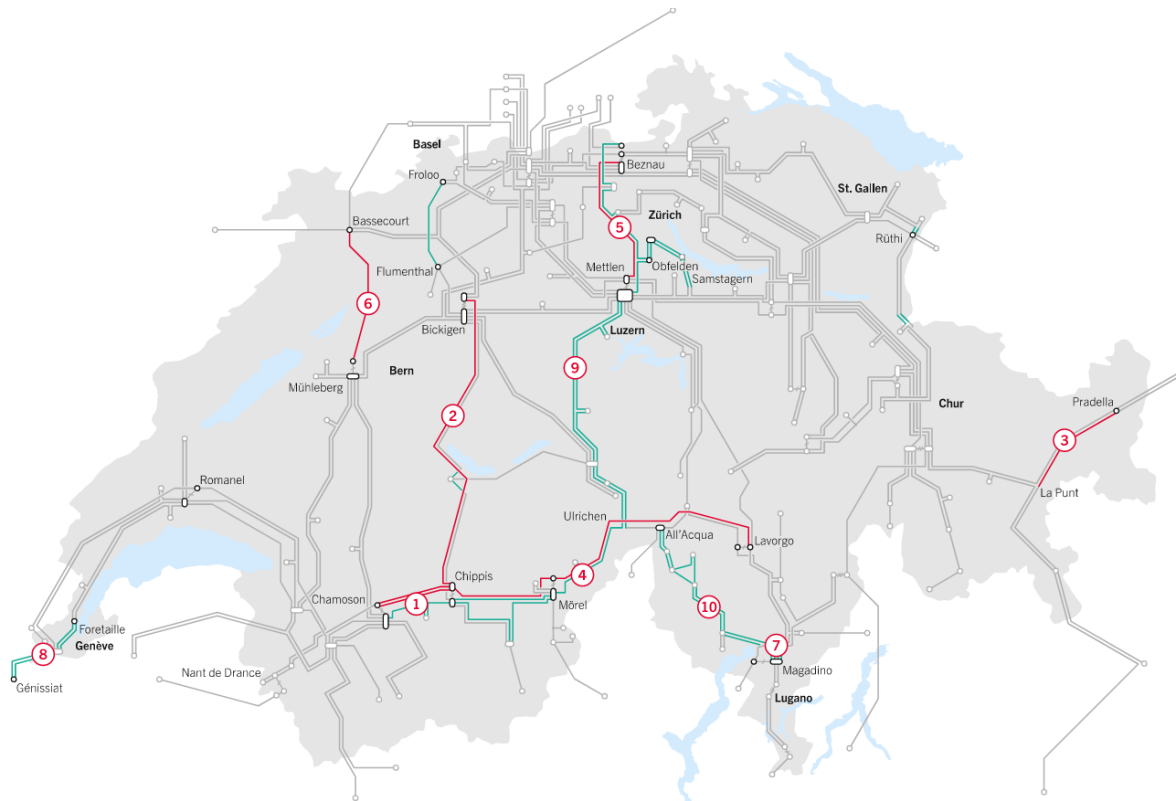 Basel
Beznau
Froloo
St. Gallen
Zürich
Bassecourt
5
Rüthi
Mettlen
Obfelden
Flumenthal
Samstagern
6
Bickigen
Luzern
9
Bern
Mühleberg
Chur
Pradella
2
3
Romanel
La Punt
Ulrichen
All'Acqua
Lavorgo
4
Chippis
Chamoson
1
Mörel
10
Foretaille
Genève
7
8
Nant de Drance
Magadino
Génissiat
Lugano